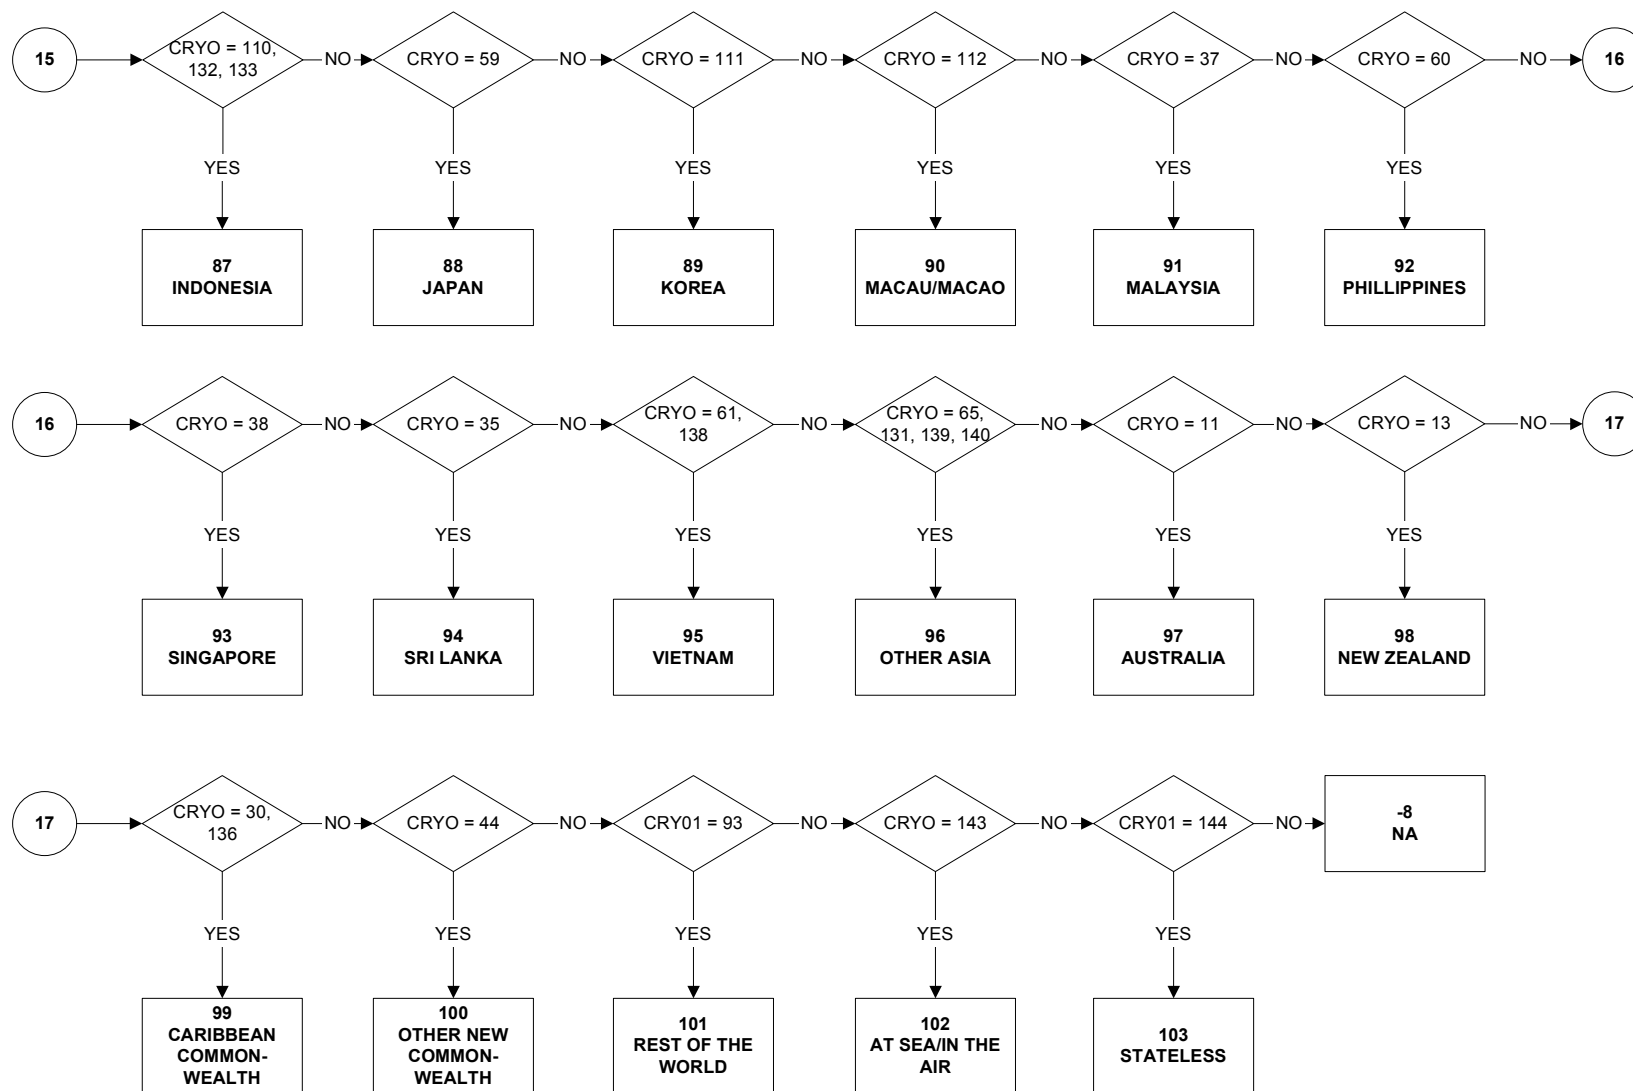 15
CRYO = 110,
132, 133
NO
CRYO = 59
NO
CRYO = 111
NO
CRYO = 112
NO
CRYO = 37
NO
CRYO = 60
NO
16
YES
YES
YES
YES
YES
YES
87
INDONESIA
88
JAPAN
89
KOREA
90
MACAU/MACAO
91
MALAYSIA
92
PHILLIPPINES
16
CRYO = 38
NO
CRYO = 35
NO
CRYO = 61,
138
NO
CRYO = 65,
131, 139, 140
NO
CRYO = 11
NO
CRYO = 13
NO
17
YES
YES
YES
YES
YES
YES
93
SINGAPORE
94
SRI LANKA
95
VIETNAM
96
OTHER ASIA
97
AUSTRALIA
98
NEW ZEALAND
17
CRYO = 30,
136
NO
CRYO = 44
NO
CRY01 = 93
NO
CRYO = 143
NO
CRY01 = 144
NO
-8
NA
YES
YES
YES
YES
YES
99
CARIBBEAN
COMMON-
WEALTH
100
OTHER NEW
COMMON-
WEALTH
101
REST OF THE
WORLD
102
AT SEA/IN THE
AIR
103
STATELESS